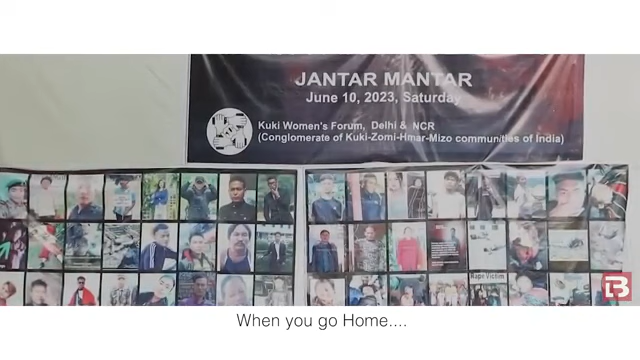 JANTAR MANTAR
June 10, 2023, Saturday
Kuki Women's Forum, Delhi & NCR
(Conglomerate of Kuki-Zomi-Hmar-Mizo communities of India)
Rape Victim
B
When you go Home....